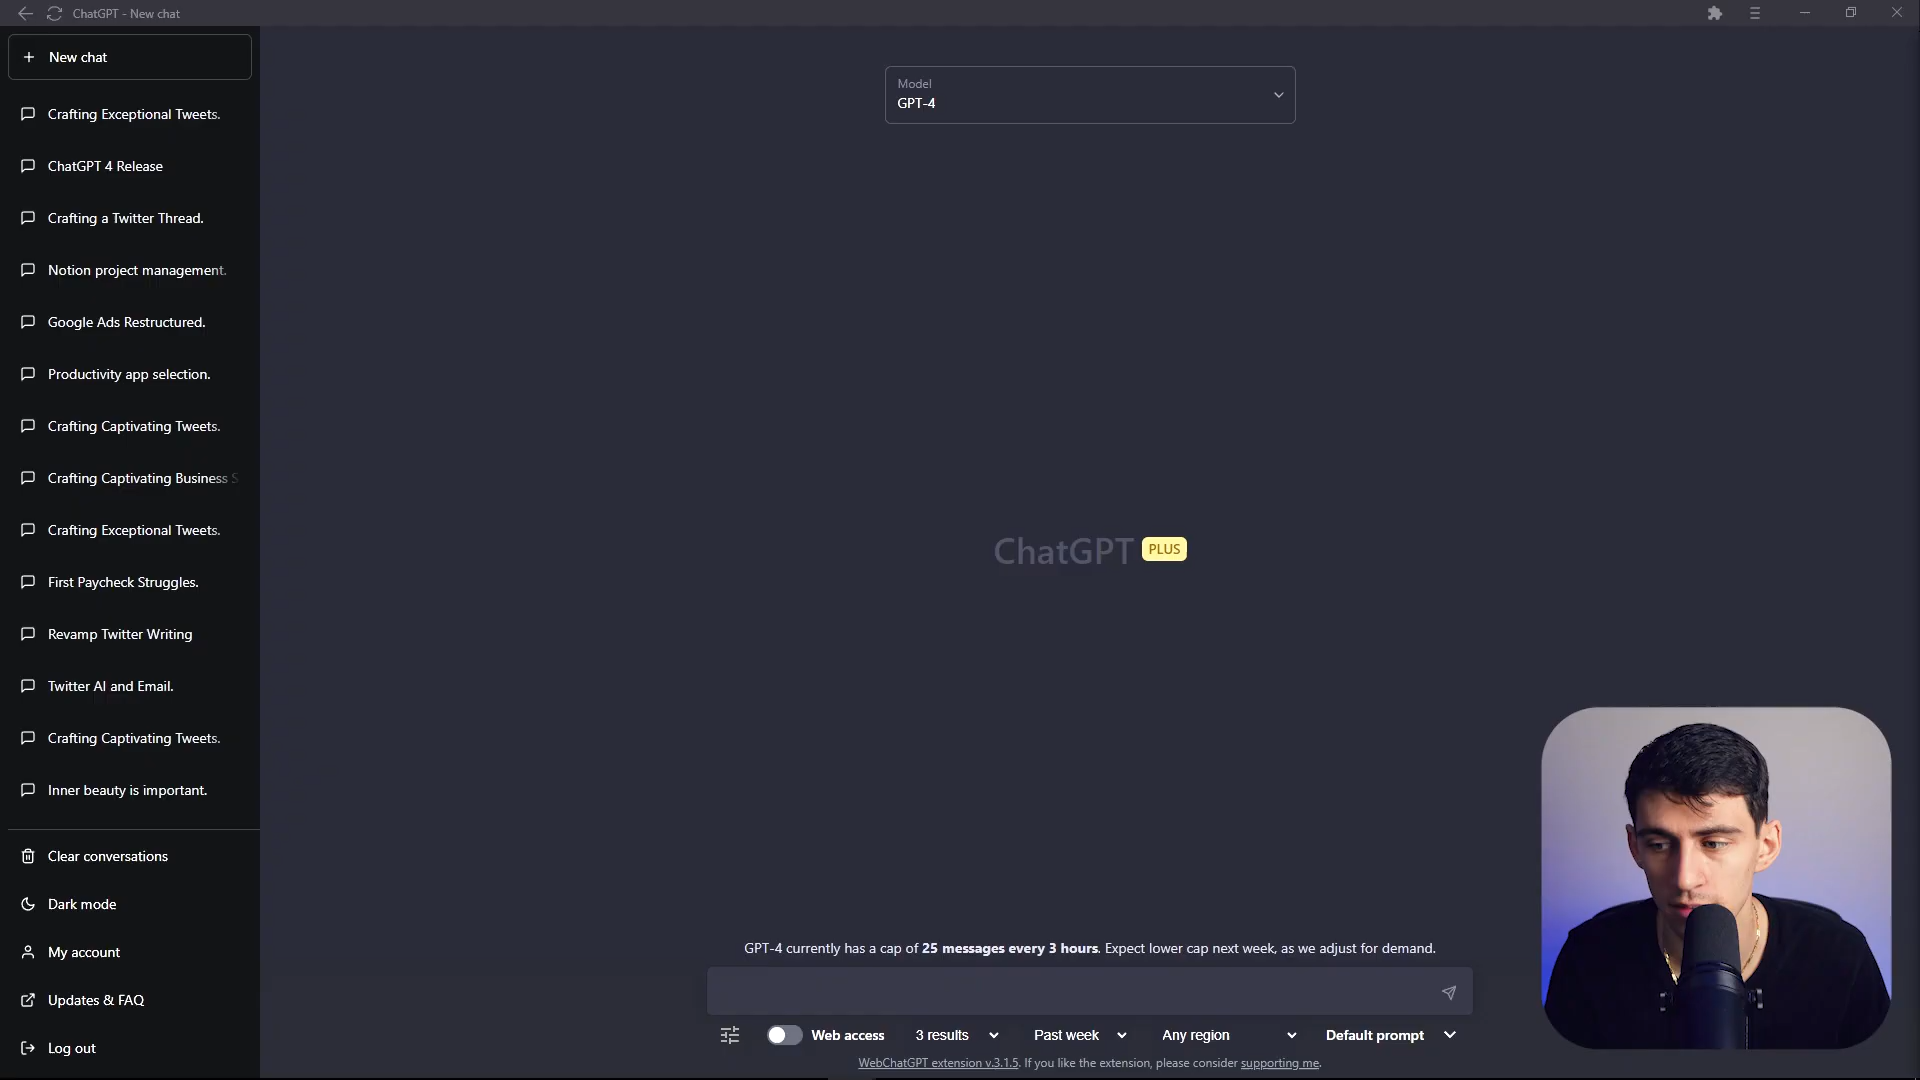 ChatGPT - New chat
New chat
Crafting Exceptional Tweets.
ChatGPT 4 Release
Crafting a Twitter Thread.
Notion project management.
Google Ads Restructured.
Productivity app selection.
Crafting Captivating Tweets.
Crafting Captivating Business S
Crafting Exceptional Tweets.
First Paycheck Struggles.
Revamp Twitter Writing
Twitter AI and Email.
Crafting Captivating Tweets.
Inner beauty is important.
Clear conversations
Dark mode
My account
Updates & FAQ
Log out
Model
GPT-4
ChatGPT PLUS
GPT-4 currently has a cap of 25 messages every 3 hours. Expect lower cap next week, as we adjust for demand.
Web access 3 results Past week Any region Default prompt
WebChatGPT extension v.3.1.5. If you like the extension, please consider supporting me.